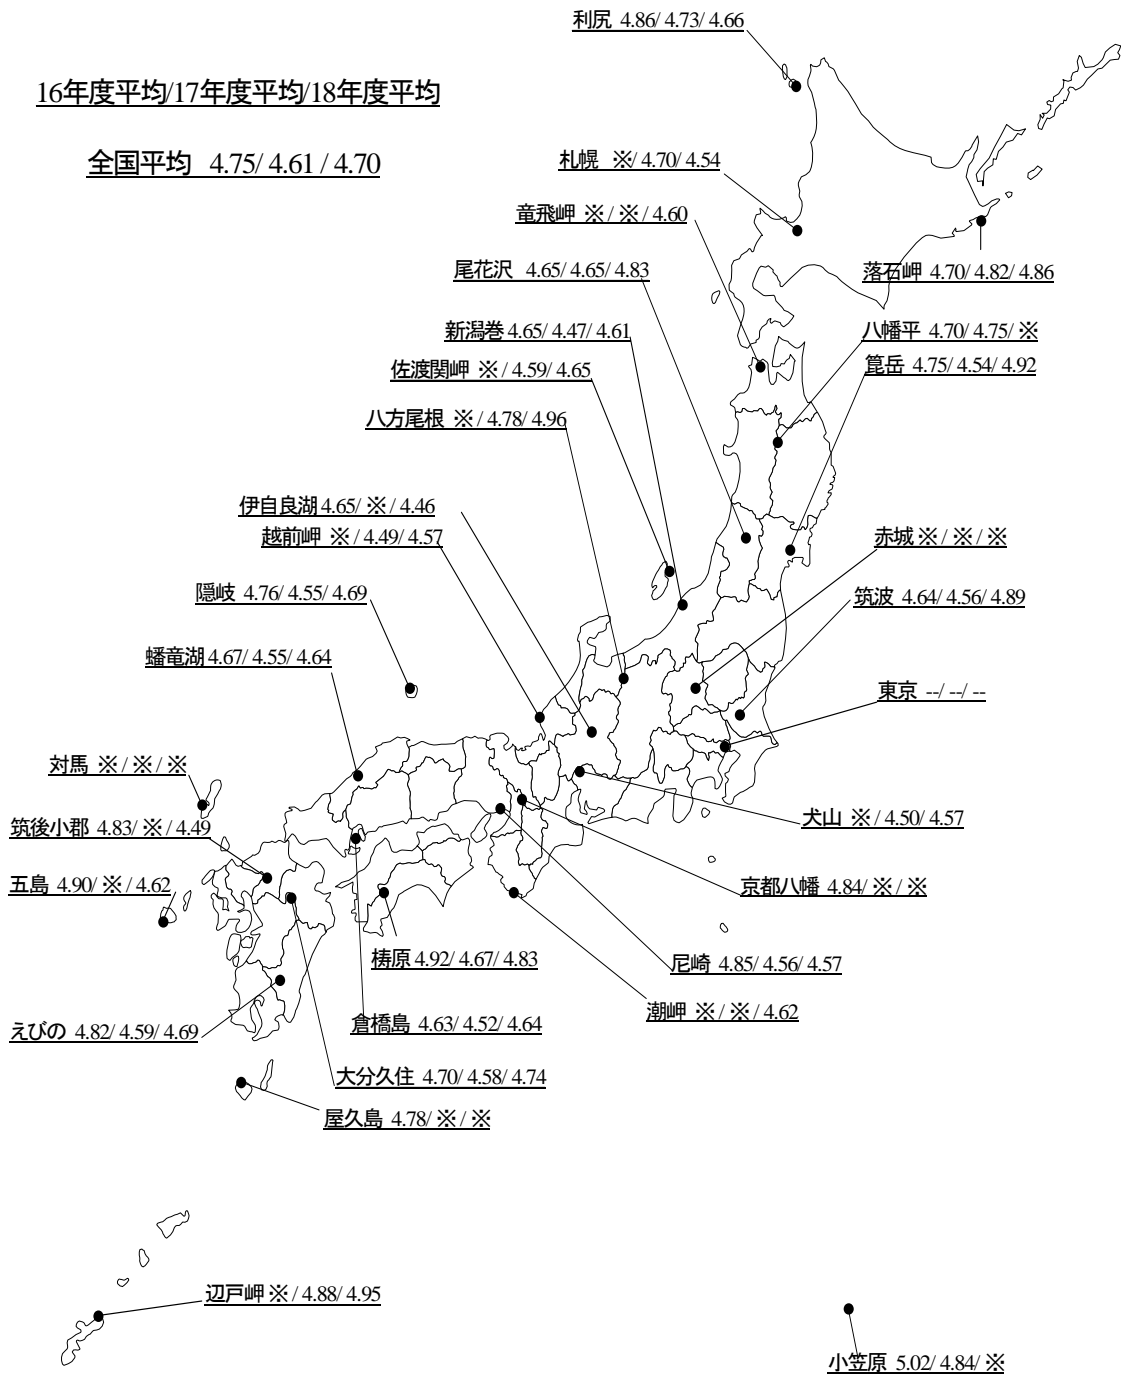 利尻 4.86/ 4.73/ 4.66
16年度平均/17年度平均/18年度平均
全国平均 4.75/ 4.61 / 4.70
札幌 ※/ 4.70/ 4.54
竜飛岬 ※ / ※ / 4.60
尾花沢 4.65/ 4.65/ 4.83
落石岬 4.70/ 4.82/ 4.86
新潟巻 4.65/ 4.47/ 4.61
八幡平 4.70/ 4.75/ ※
佐渡関岬 ※ / 4.59/ 4.65
箟岳 4.75/ 4.54/ 4.92
八方尾根 ※ / 4.78/ 4.96
伊自良湖 4.65/ ※ / 4.46
越前岬 ※ / 4.49/ 4.57
赤城 ※ / ※ / ※
隠岐 4.76/ 4.55/ 4.69
筑波 4.64/ 4.56/ 4.89
蟠竜湖 4.67/ 4.55/ 4.64
東京 --/ --/ --
対馬 ※ / ※ / ※
筑後小郡 4.83/ ※ / 4.49
犬山 ※ / 4.50/ 4.57
五島 4.90/ ※ / 4.62
京都八幡 4.84/ ※ / ※
梼原 4.92/ 4.67/ 4.83
尼崎 4.85/ 4.56/ 4.57
潮岬 ※ / ※ / 4.62
えびの 4.82/ 4.59/ 4.69
倉橋島 4.63/ 4.52/ 4.64
大分久住 4.70/ 4.58/ 4.74
屋久島 4.78/ ※ / ※
辺戸岬 ※ / 4.88/ 4.95
小笠原 5.02/ 4.84/ ※